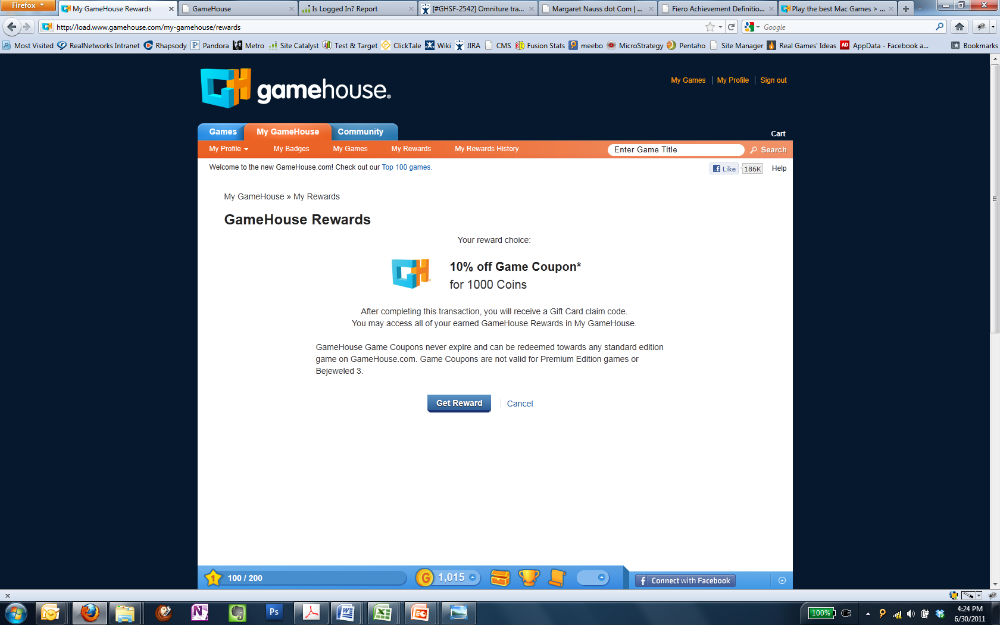 Firefox
My GameHouse Rewards
GameHouse
Is Logged In? Report
[#GHSF-2542] Omniture tra...
Margaret Nauss dot Com | ...
Fiero Achievement Definitio...
Play the best Mac Games > ...
http://load.www.gamehouse.com/my-gamehouse/rewards
Google
Most Visited RealNetworks Intranet Rhapsody Pandora Metro Site Catalyst Test & Target ClickTale Wiki JIRA CMS Fusion Stats meebo MicroStrategy Pentaho Site Manager Real Games' Ideas AppData - Facebook a... Bookmarks
gamehouse.
My Games | My Profile | Sign out
Games My GameHouse Community
Cart
My Profile My Badges My Games My Rewards My Rewards History Enter Game Title Search
Welcome to the new GameHouse.com! Check out our Top 100 games.
Like 186K Help
My GameHouse » My Rewards
GameHouse Rewards
Your reward choice:
10% off Game Coupon*
for 1000 Coins
After completing this transaction, you will receive a Gift Card claim code.
You may access all of your earned GameHouse Rewards in My GameHouse.
GameHouse Game Coupons never expire and can be redeemed towards any standard edition
game on GameHouse.com. Game Coupons are not valid for Premium Edition games or
Bejeweled 3.
Get Reward | Cancel
1 100 / 200 G 1,015 Connect with Facebook
100%
4:24 PM
6/30/2011